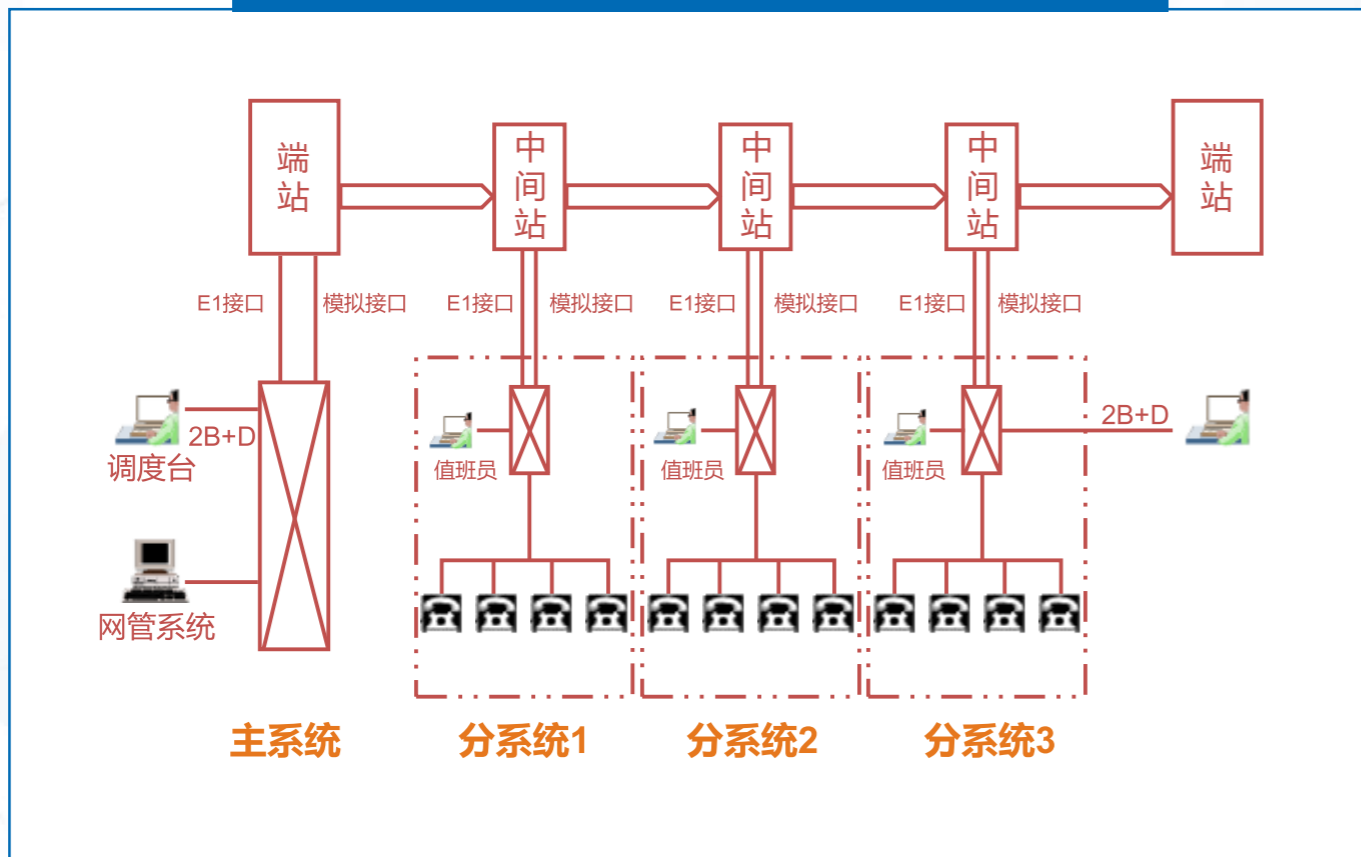 端站
中间站
中间站
中间站
端站
E1接口
模拟接口
E1接口
模拟接口
E1接口
模拟接口
E1接口
模拟接口
2B+D
调度台
值班员
值班员
值班员
2B+D
网管系统
主系统
分系统1
分系统2
分系统3